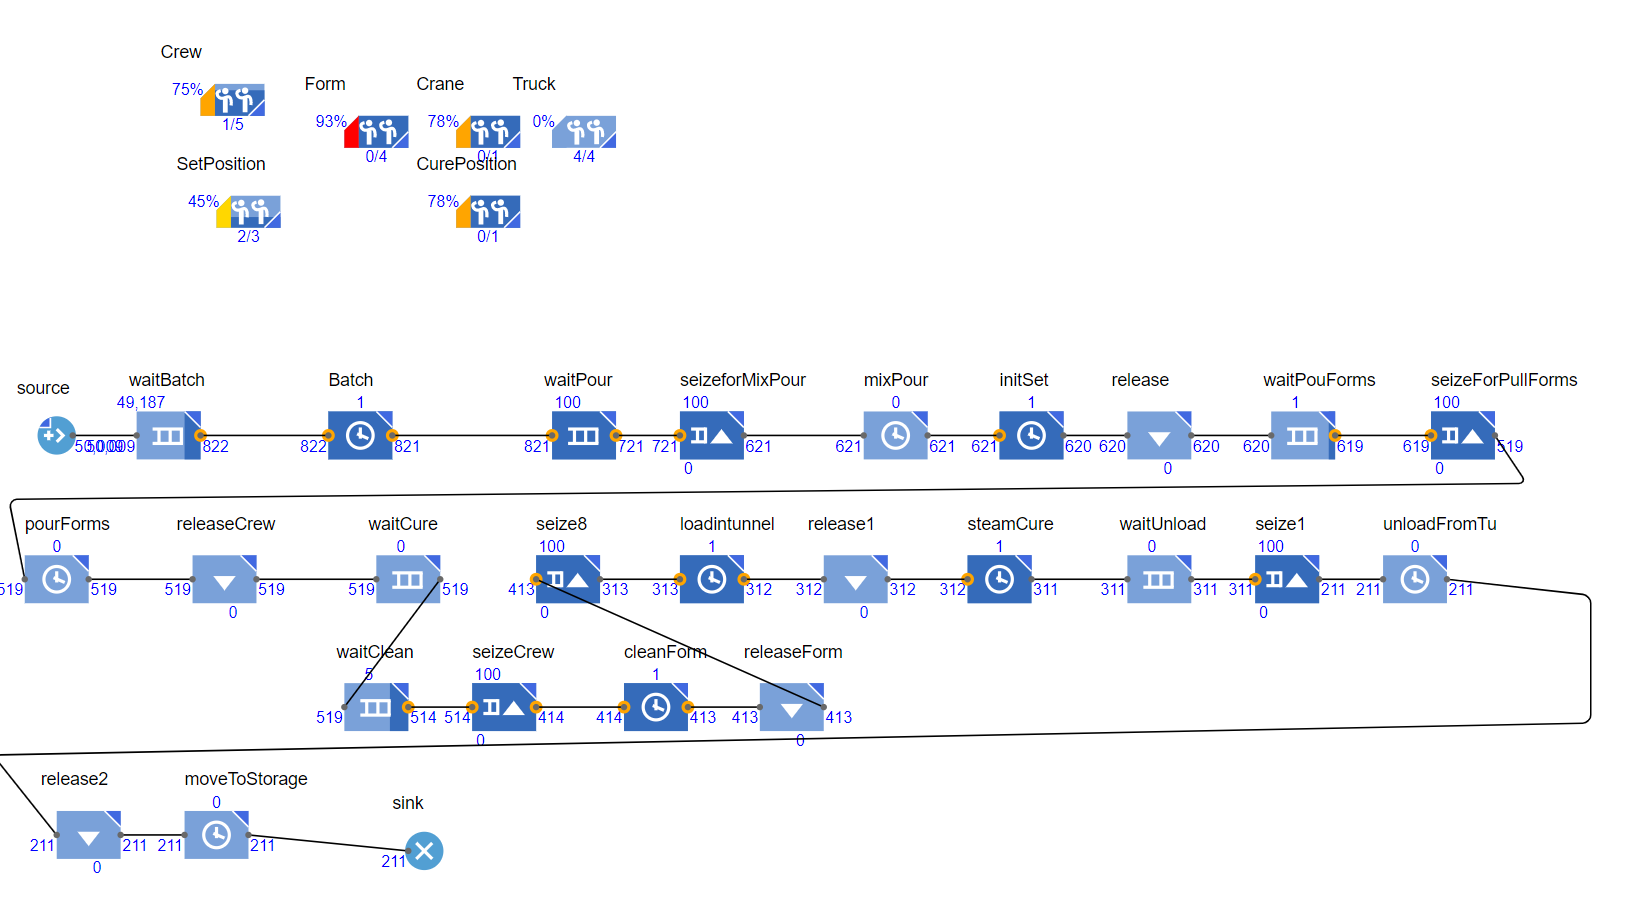 Crew
75%
1/5
Form
93%
0/4
Crane
78%
0/1
Truck
0%
4/4
SetPosition
45%
2/3
CurePosition
78%
0/1
source
waitBatch
49,187
822
Batch
1
822 821
waitPour
100
821 721
seizeforMixPour
100
721 621
0
mixPour
0
621 621
initSet
1
621 620
release
620 620
0
waitPouForms
1
620 619
seizeForPullForms
100
619 519
0
pourForms
0
519 519
releaseCrew
519 519
0
waitCure
0
519 519
seize8
100
413 313
0
loadintunnel
1
313 312
release1
312 312
0
steamCure
1
312 311
waitUnload
0
311 311
seize1
100
311 211
0
unloadFromTu
0
211 211
waitClean
5
519 514
seizeCrew
100
514 414
0
cleanForm
1
414 413
releaseForm
413 413
0
release2
211 211
0
moveToStorage
0
211 211
sink
211